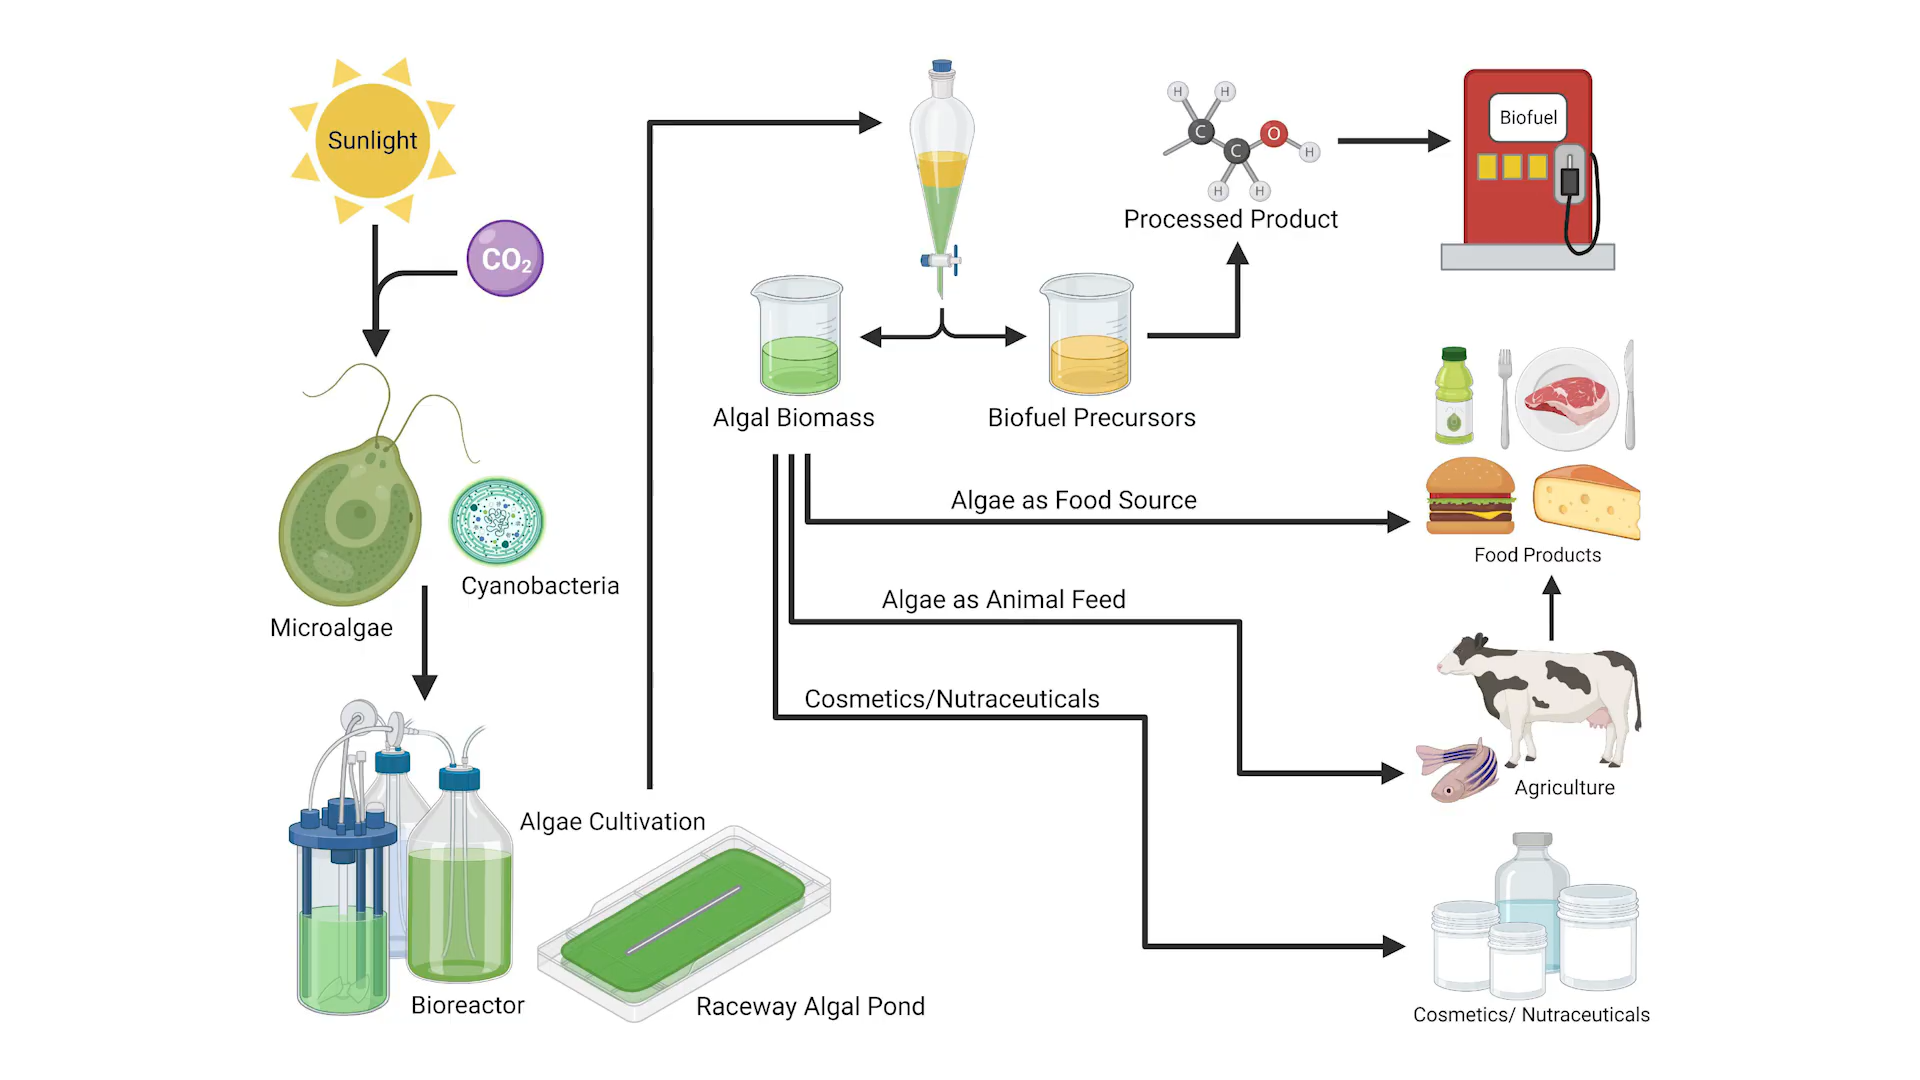 Sunlight
CO₂
Microalgae
Cyanobacteria
Algae Cultivation
Bioreactor
Raceway Algal Pond
Algal Biomass
Biofuel Precursors
H
H
C
C
O
H
H
H
Processed Product
Biofuel
Algae as Food Source
Food Products
Algae as Animal Feed
Agriculture
Cosmetics/Nutraceuticals
Cosmetics/ Nutraceuticals